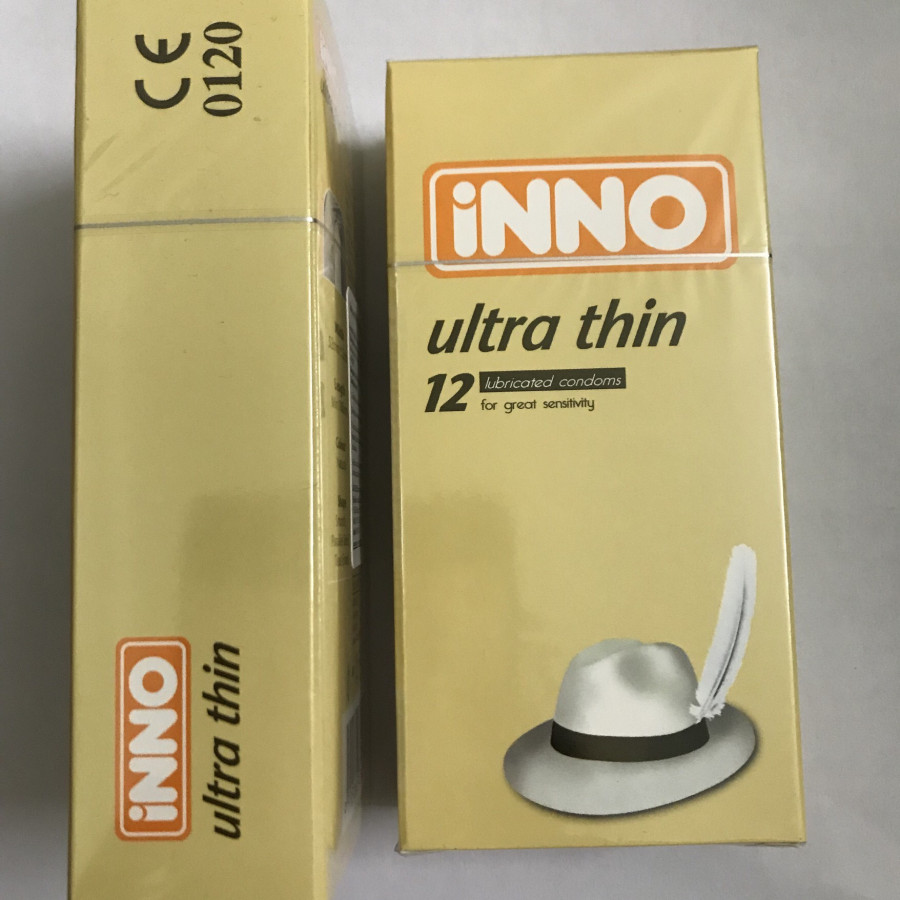 CE
0120
iNNO
ultra thin
iNNO
ultra thin
12 lubricated condoms
for great sensitivity